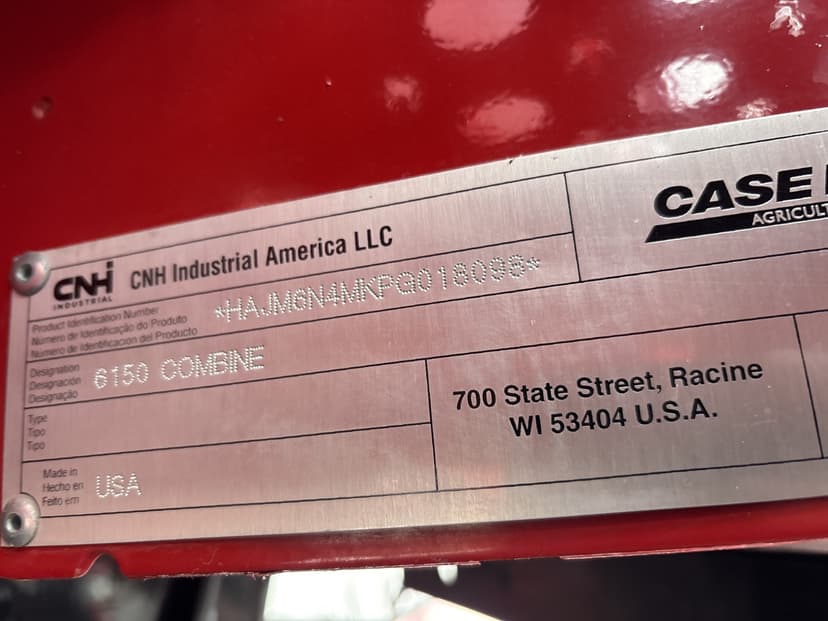 CNH
INDUSTRIAL
CNH Industrial America LLC
CASE
AGRICULT
Product Identification Number
Número de Identificação do Produto
Número de Identificación del Producto
*HAJM6N4MKPG018098*
Designation
Designación
Designação
6150 COMBINE
Type
Tipo
Tipo
700 State Street, Racine
WI 53404 U.S.A.
Made in
Hecho en
Feito em
USA